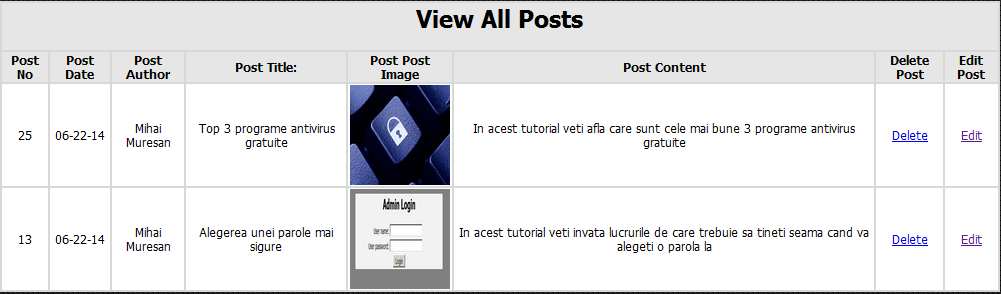 View All Posts
Post No
Post Date
Post Author
Post Title:
Post Post Image
Post Content
Delete Post
Edit Post
25
06-22-14
Mihai Muresan
Top 3 programe antivirus gratuite
In acest tutorial veti afla care sunt cele mai bune 3 programe antivirus gratuite
Delete
Edit
13
06-22-14
Mihai Muresan
Alegerea unei parole mai sigure
Admin Login
User name:
User password:
Login
In acest tutorial veti invata lucrurile de care trebuie sa tineti seama cand va alegeti o parola la
Delete
Edit